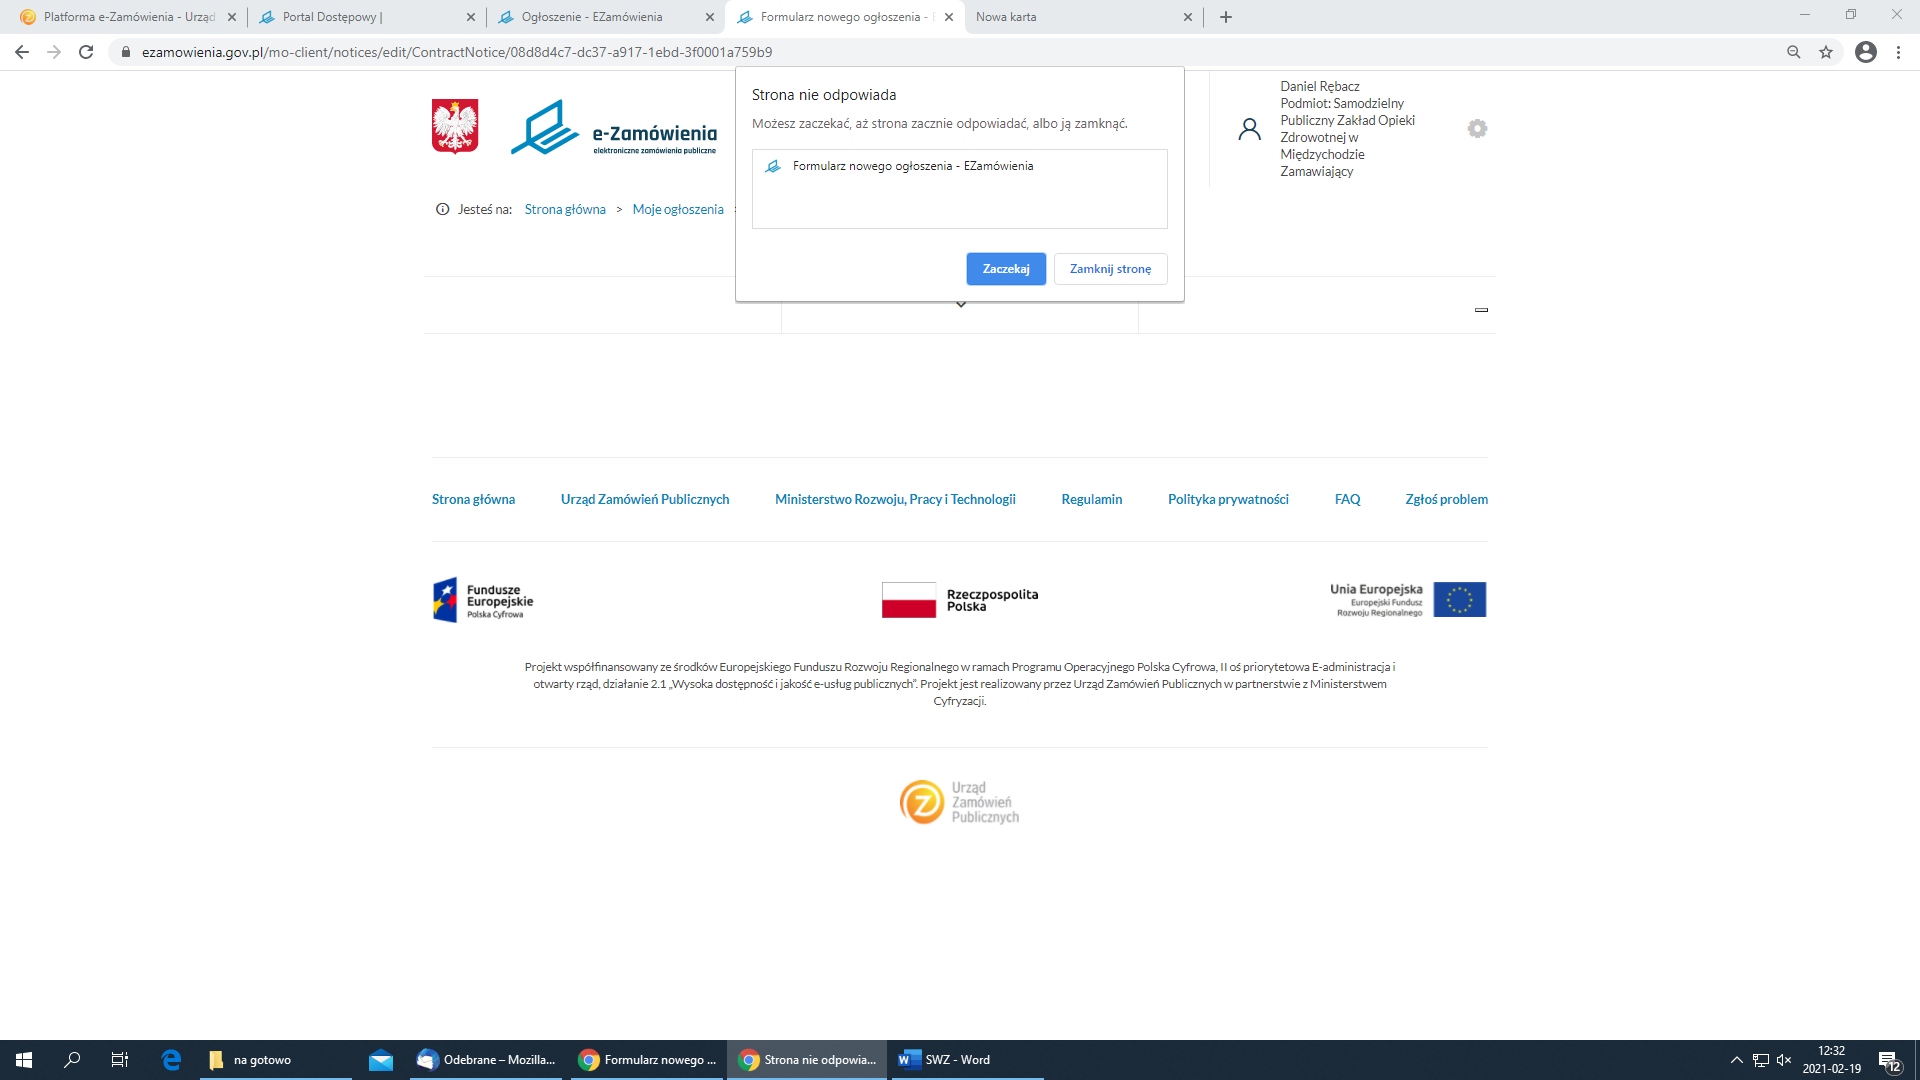 Platforma e-Zamówienia - Urząd
Portal Dostępowy |
Ogłoszenie - EZamówienia
Formularz nowego ogłoszenia -
Nowa karta
ezamowienia.gov.pl/mo-client/notices/edit/ContractNotice/08d8d4c7-dc37-a917-1ebd-3f0001a759b9
Strona nie odpowiada
Możesz zaczekać, aż strona zacznie odpowiadać, albo ją zamknąć.
Formularz nowego ogłoszenia - EZamówienia
Zaczekaj
Zamknij stronę
e-Zamówienia
elektroniczne zamówienia publiczne
Daniel Rębacz
Podmiot: Samodzielny
Publiczny Zakład Opieki
Zdrowotnej w
Międzychodzie
Zamawiający
Jesteś na: Strona główna > Moje ogłoszenia
Strona główna
Urząd Zamówień Publicznych
Ministerstwo Rozwoju, Pracy i Technologii
Regulamin
Polityka prywatności
FAQ
Zgłoś problem
Fundusze
Europejskie
Polska Cyfrowa
Rzeczpospolita
Polska
Unia Europejska
Europejski Fundusz
Rozwoju Regionalnego
Projekt współfinansowany ze środków Europejskiego Funduszu Rozwoju Regionalnego w ramach Programu Operacyjnego Polska Cyfrowa, II oś priorytetowa E-administracja i
otwarty rząd, działanie 2.1 „Wysoka dostępność i jakość e-usług publicznych”. Projekt jest realizowany przez Urząd Zamówień Publicznych w partnerstwie z Ministerstwem
Cyfryzacji.
Urząd
Zamówień
Publicznych
na gotowo
Odebrane – Mozilla...
Formularz nowego ...
Strona nie odpowia...
SWZ - Word
12:32
2021-02-19
12